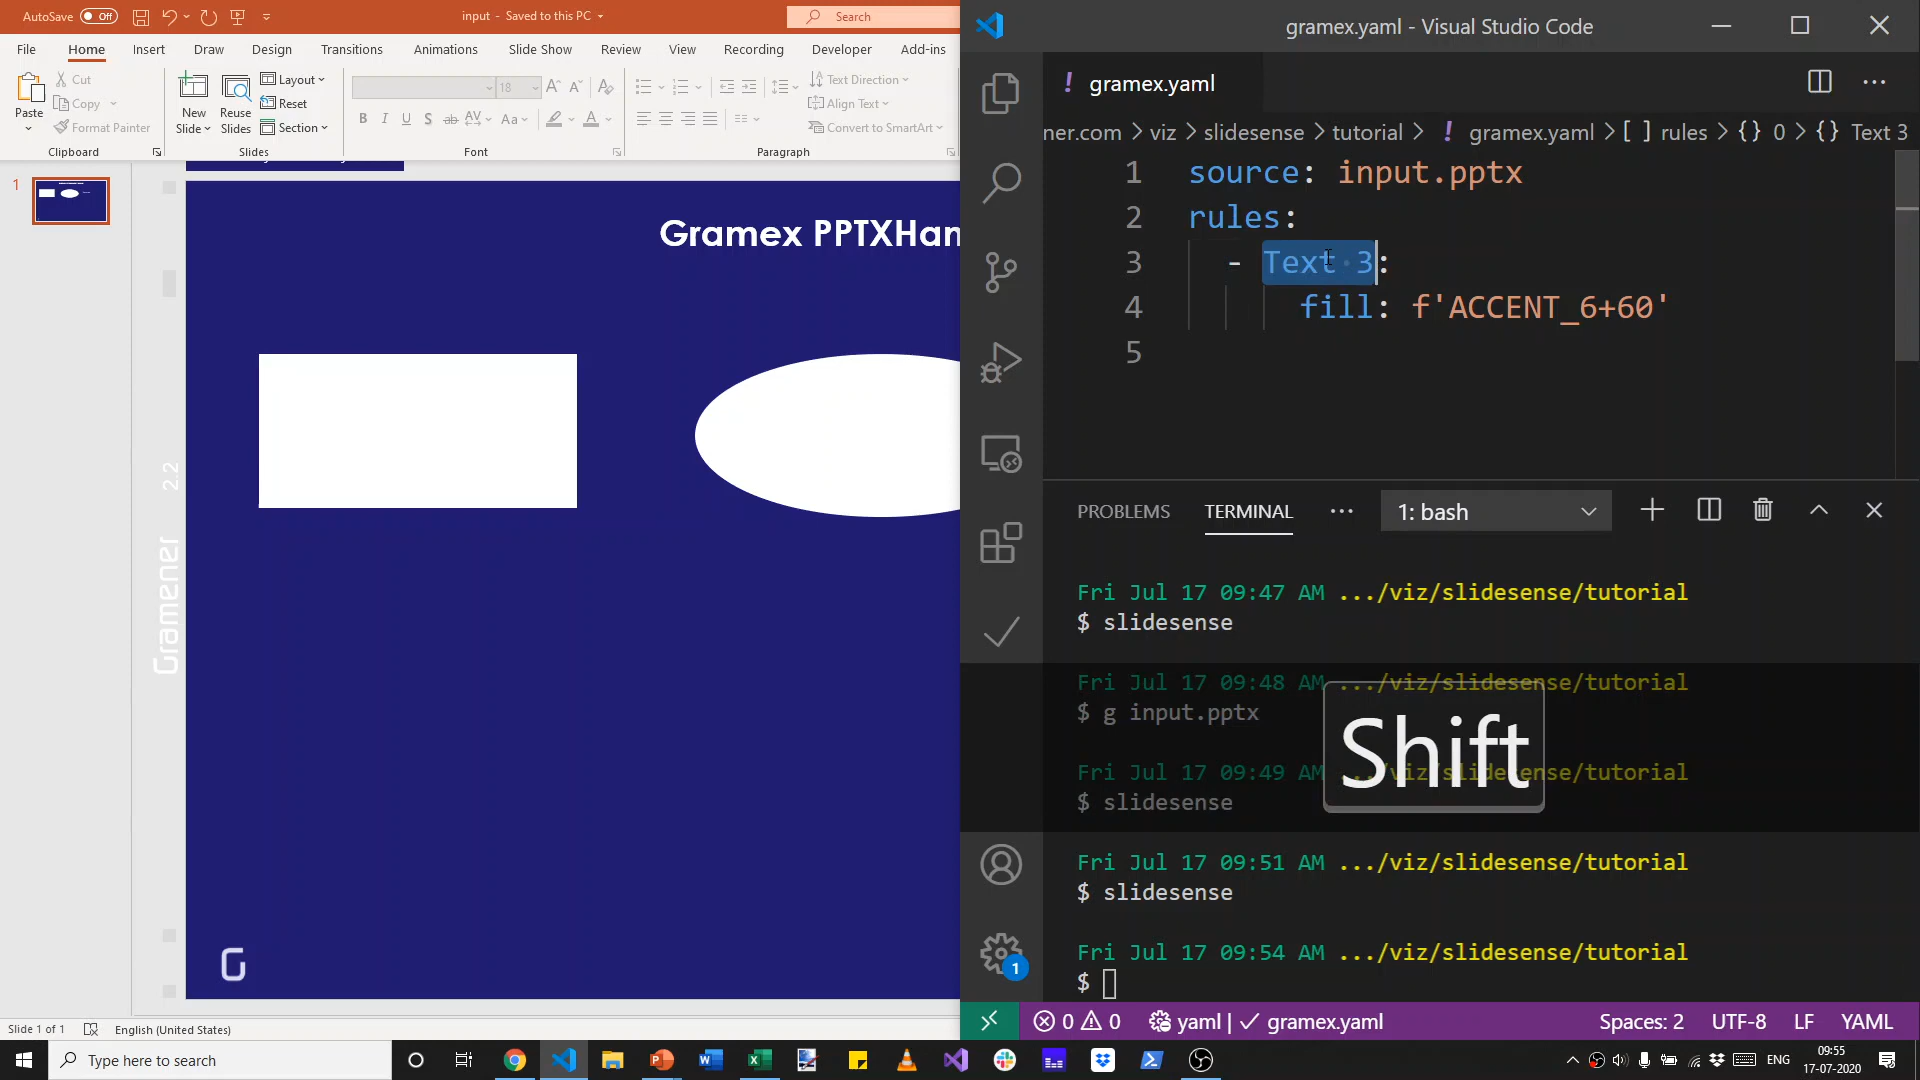 AutoSave Off
input - Saved to this PC
Search
File Home Insert Draw Design Transitions Animations Slide Show Review View Recording Developer Add-ins
Paste
Cut
Copy
Format Painter
Clipboard
New Slide
Reuse Slides
Layout
Reset
Section
Slides
18
B I U S ab AV Aa A
Font
Text Direction
Align Text
Convert to SmartArt
Paragraph
1
Gramex PPTXHan
Gramener 2.2
Slide 1 of 1
English (United States)
gramex.yaml - Visual Studio Code
! gramex.yaml
ner.com > viz > slidesense > tutorial > ! gramex.yaml > [ ] rules > {} 0 > {} Text 3
1 source: input.pptx
2 rules:
3 - Text 3:
4 fill: f'ACCENT_6+60'
5
PROBLEMS TERMINAL ··· 1: bash
Fri Jul 17 09:47 AM .../viz/slidesense/tutorial
$ slidesense
Fri Jul 17 09:48 AM .../viz/slidesense/tutorial
$ g input.pptx
Fri Jul 17 09:49 AM .../viz/slidesense/tutorial
$ slidesense
Shift
Fri Jul 17 09:51 AM .../viz/slidesense/tutorial
$ slidesense
Fri Jul 17 09:54 AM .../viz/slidesense/tutorial
$
1
0 0 yaml | ✓ gramex.yaml
Spaces: 2 UTF-8 LF YAML
Type here to search
ENG
09:55
17-07-2020